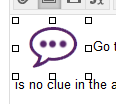 Go t
is no clue in the a